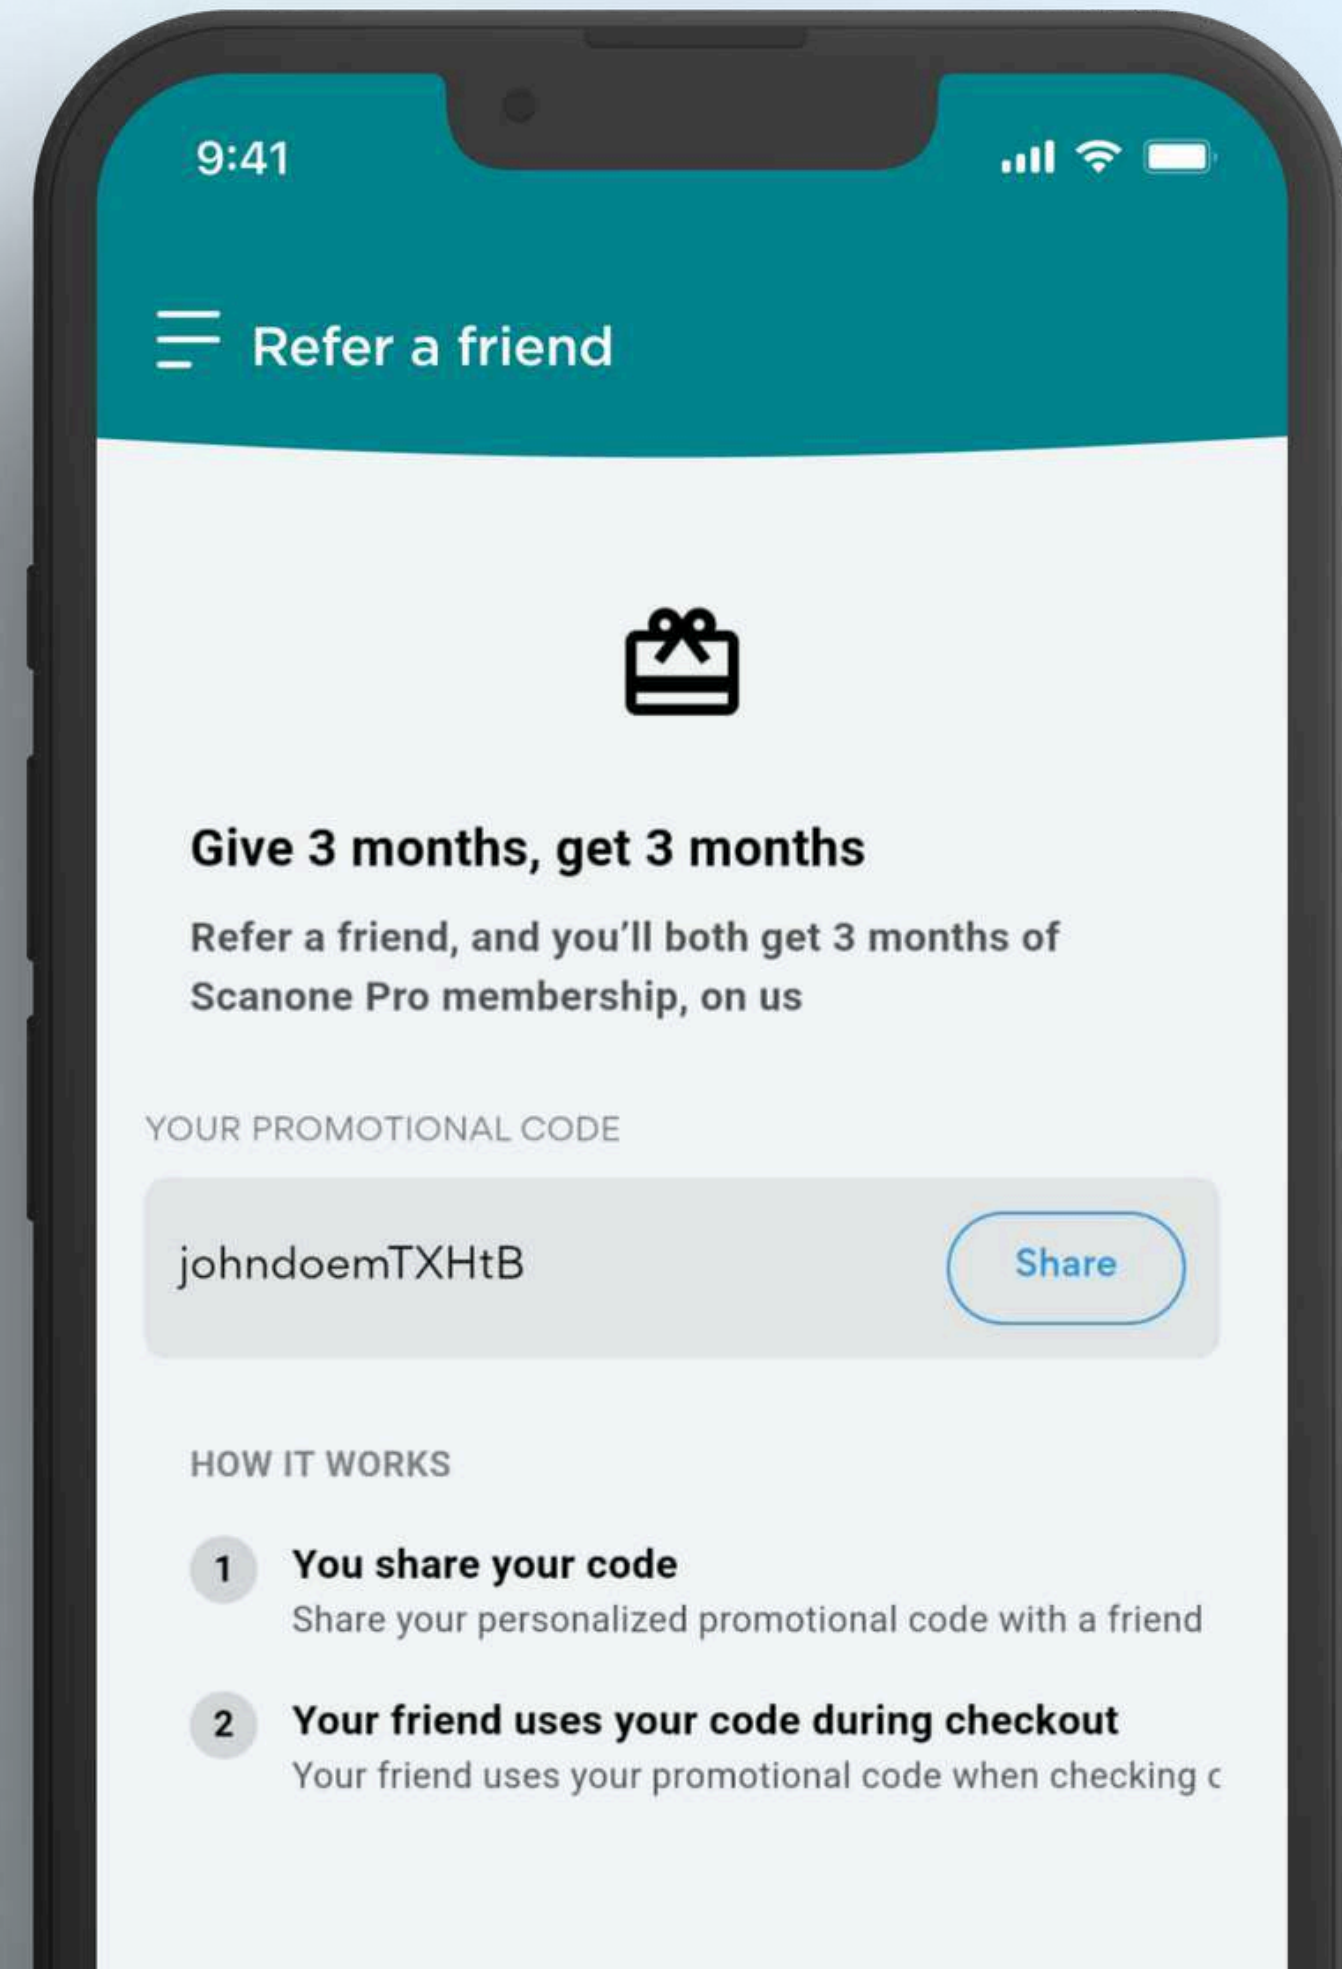 9:41
Refer a friend
Give 3 months, get 3 months
Refer a friend, and you’ll both get 3 months of
Scanone Pro membership, on us
YOUR PROMOTIONAL CODE
johndoemTXHtB
Share
HOW IT WORKS
1 You share your code
Share your personalized promotional code with a friend
2 Your friend uses your code during checkout
Your friend uses your promotional code when checking